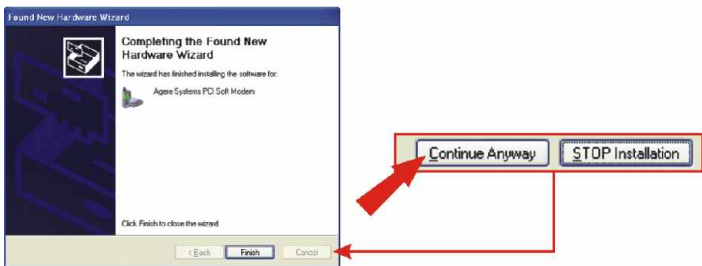 Found New Hardware Wizard
Completing the Found New
Hardware Wizard
The wizard has finished installing the software for:
Agere Systems PCI Soft Modem
Click Finish to close the wizard
< Back
Finish
Cancel
Continue Anyway
STOP Installation